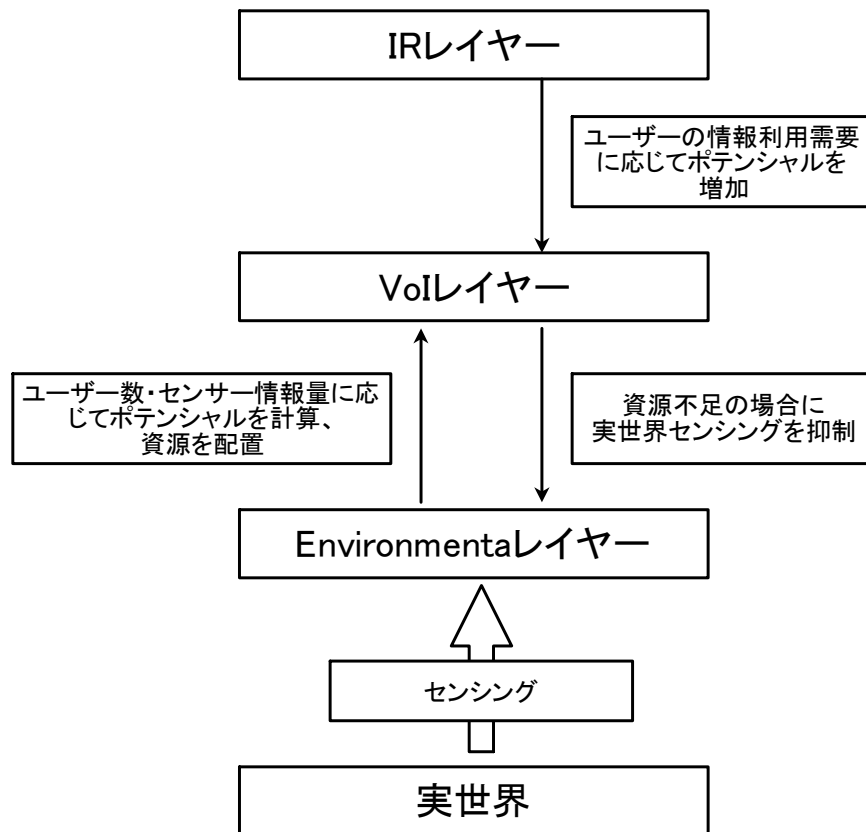 IRレイヤー
ユーザーの情報利用需要
に応じてポテンシャルを
増加
VoIレイヤー
ユーザー数・センサー情報量に応
じてポテンシャルを計算、
資源を配置
資源不足の場合に
実世界センシングを抑制
Environmentaレイヤー
センシング
実世界